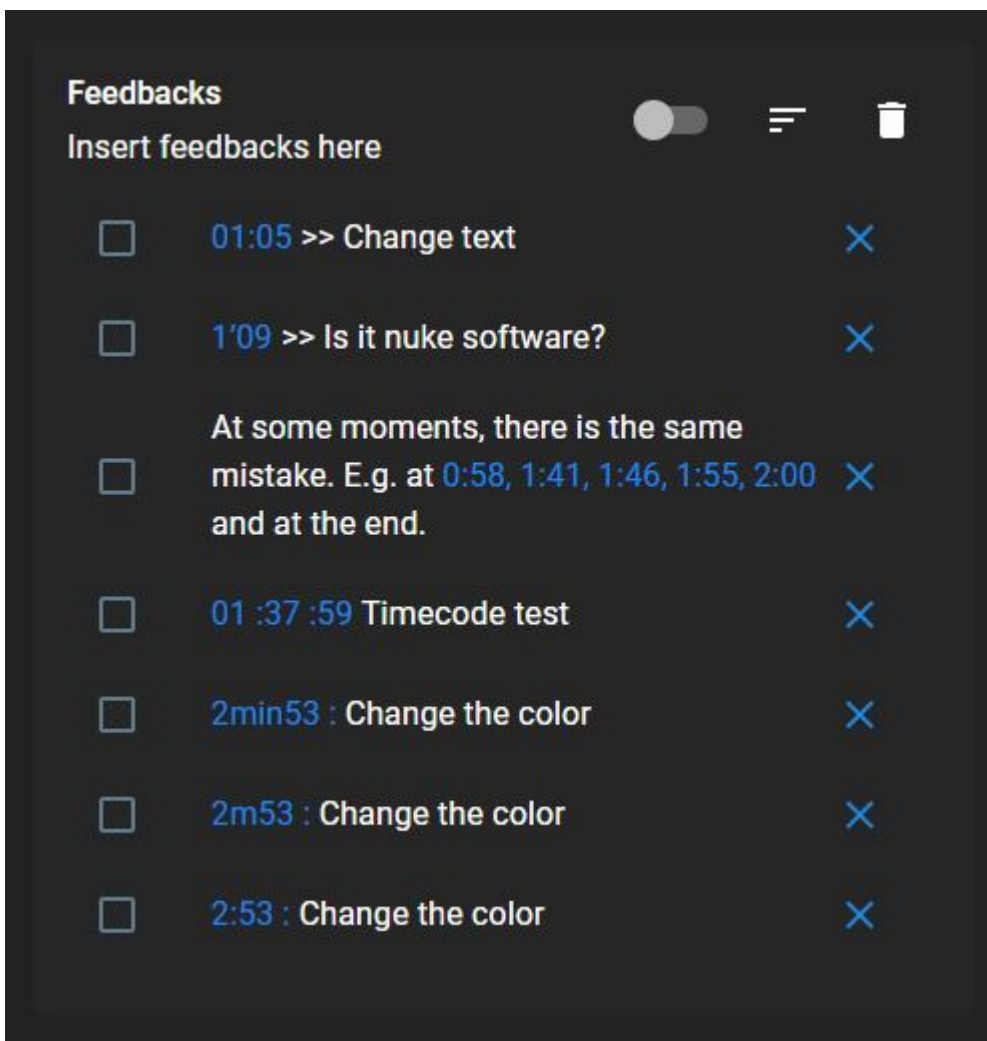 Feedbacks
Insert feedbacks here
01:05 >> Change text
1’09 >> Is it nuke software?
At some moments, there is the same
mistake. E.g. at 0:58, 1:41, 1:46, 1:55, 2:00
and at the end.
01 :37 :59 Timecode test
2min53 : Change the color
2m53 : Change the color
2:53 : Change the color